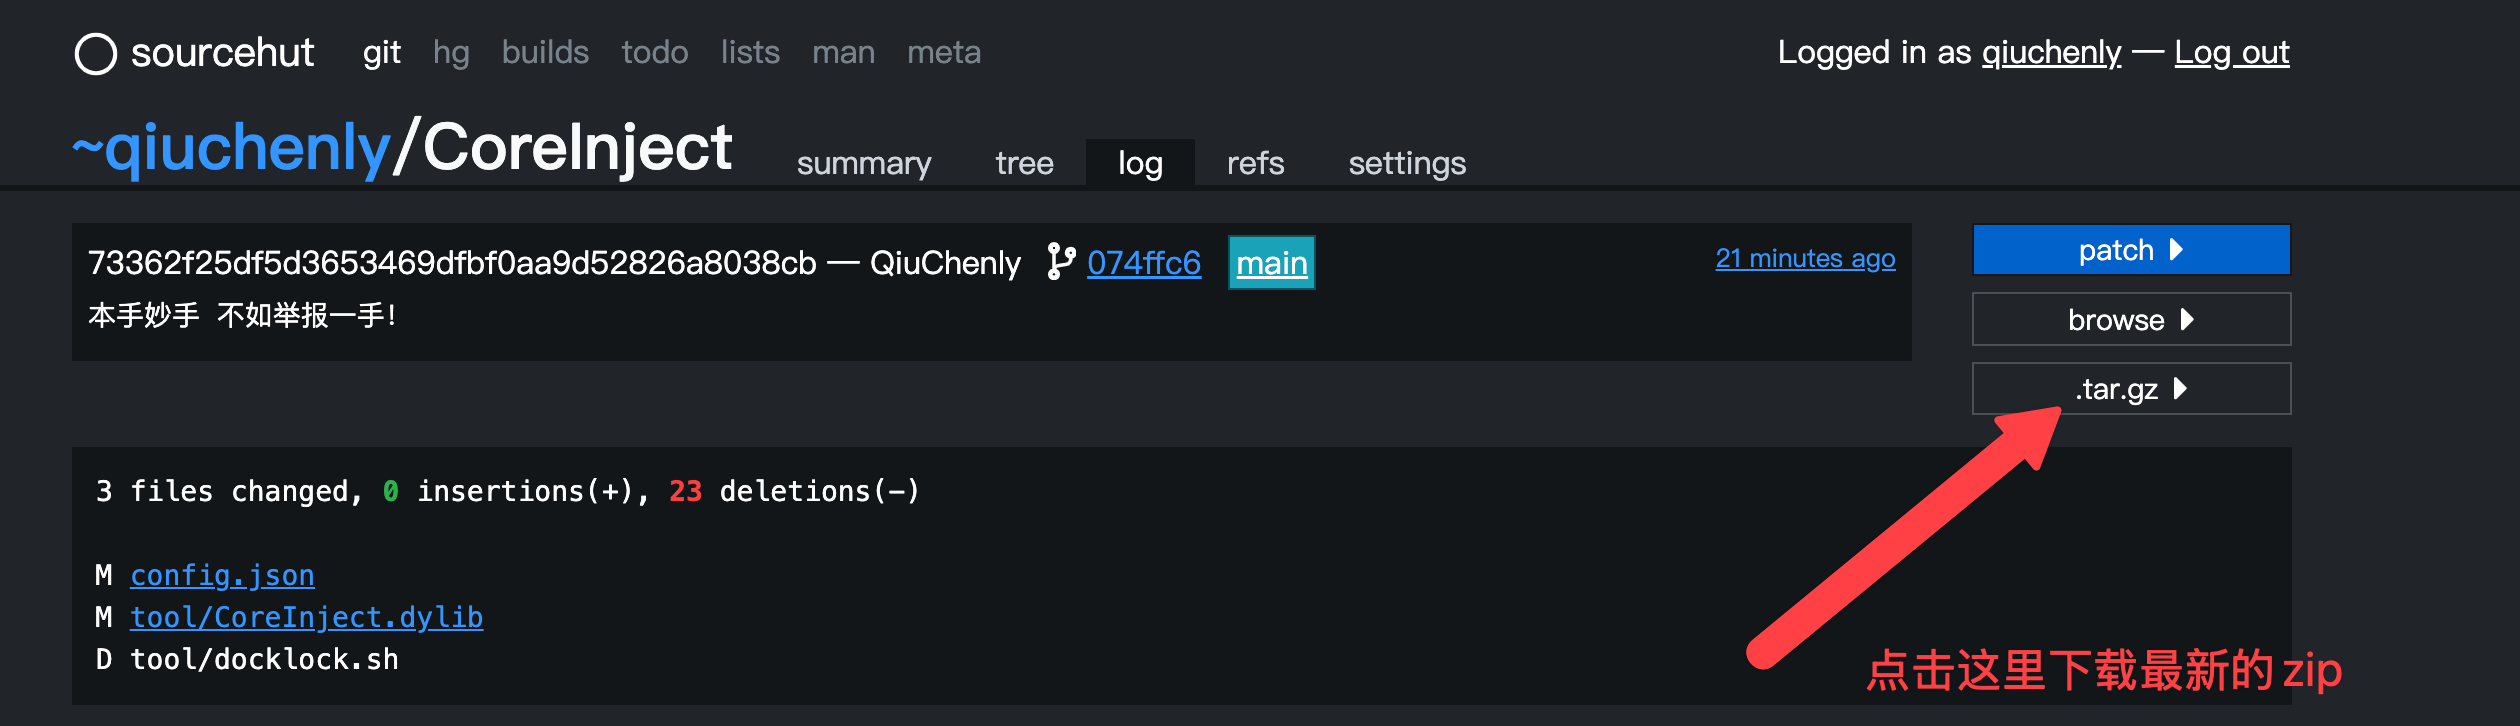 sourcehut git hg builds todo lists man meta Logged in as qiuchenly — Log out
~qiuchenly/CoreInject summary tree log refs settings
73362f25df5d3653469dfbf0aa9d52826a8038cb — QiuChenly 074ffc6 main 21 minutes ago
本手妙手 不如举报一手!
patch
browse
.tar.gz
3 files changed, 0 insertions(+), 23 deletions(-)
M config.json
M tool/CoreInject.dylib
D tool/docklock.sh
点击这里下载最新的 zip